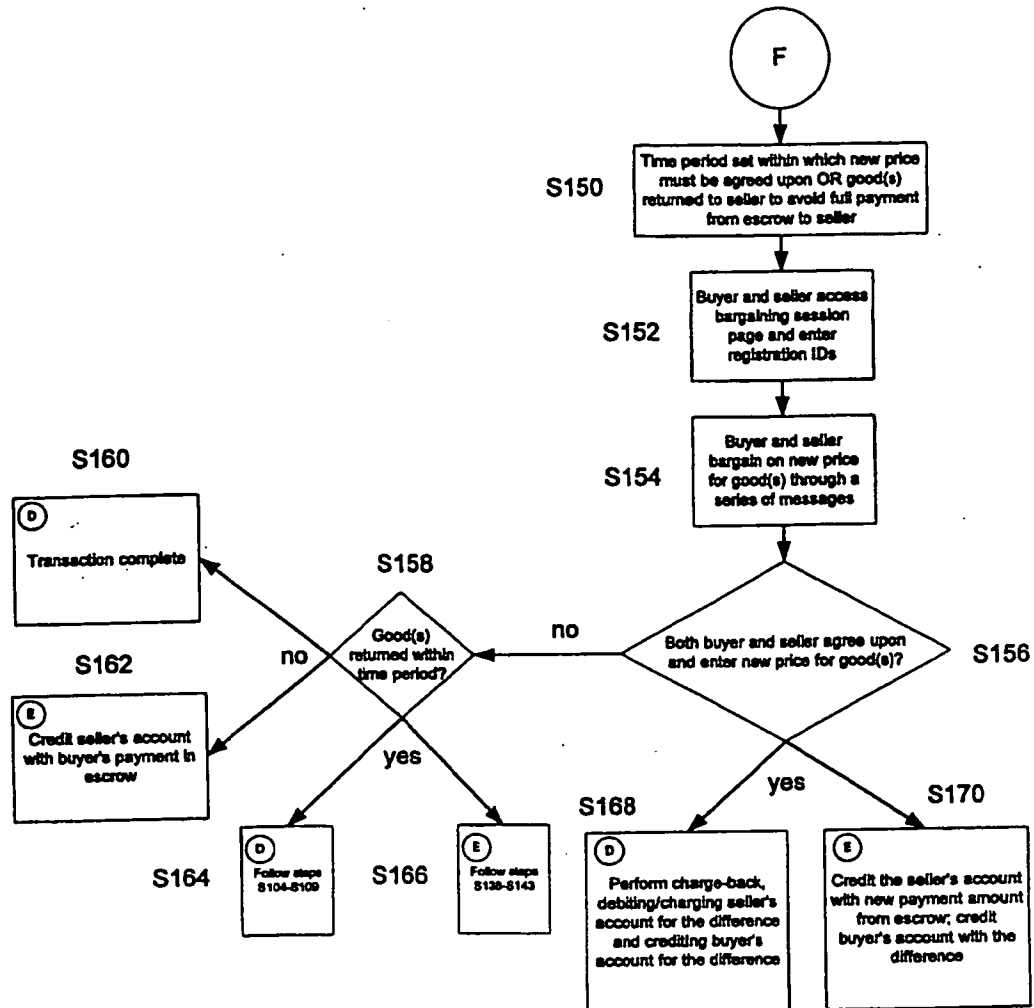 F
S150
Time period set within which new price
must be agreed upon OR good(s)
returned to seller to avoid full payment
from escrow to seller
S152
Buyer and seller access
bargaining session
page and enter
registration IDs
S154
Buyer and seller
bargain on new price
for good(s) through a
series of messages
S156
Both buyer and seller agree upon
and enter new price for good(s)?
no
yes
S158
Good(s)
returned within
time period?
no
yes
S160
D
Transaction complete
S162
E
Credit seller's account
with buyer's payment in
escrow
S164
D
Follow steps
S104-S109
S166
E
Follow steps
S138-S143
S168
D
Perform charge-back,
debiting/charging seller's
account for the difference
and crediting buyer's
account for the difference
S170
E
Credit the seller's account
with new payment amount
from escrow; credit
buyer's account with the
difference